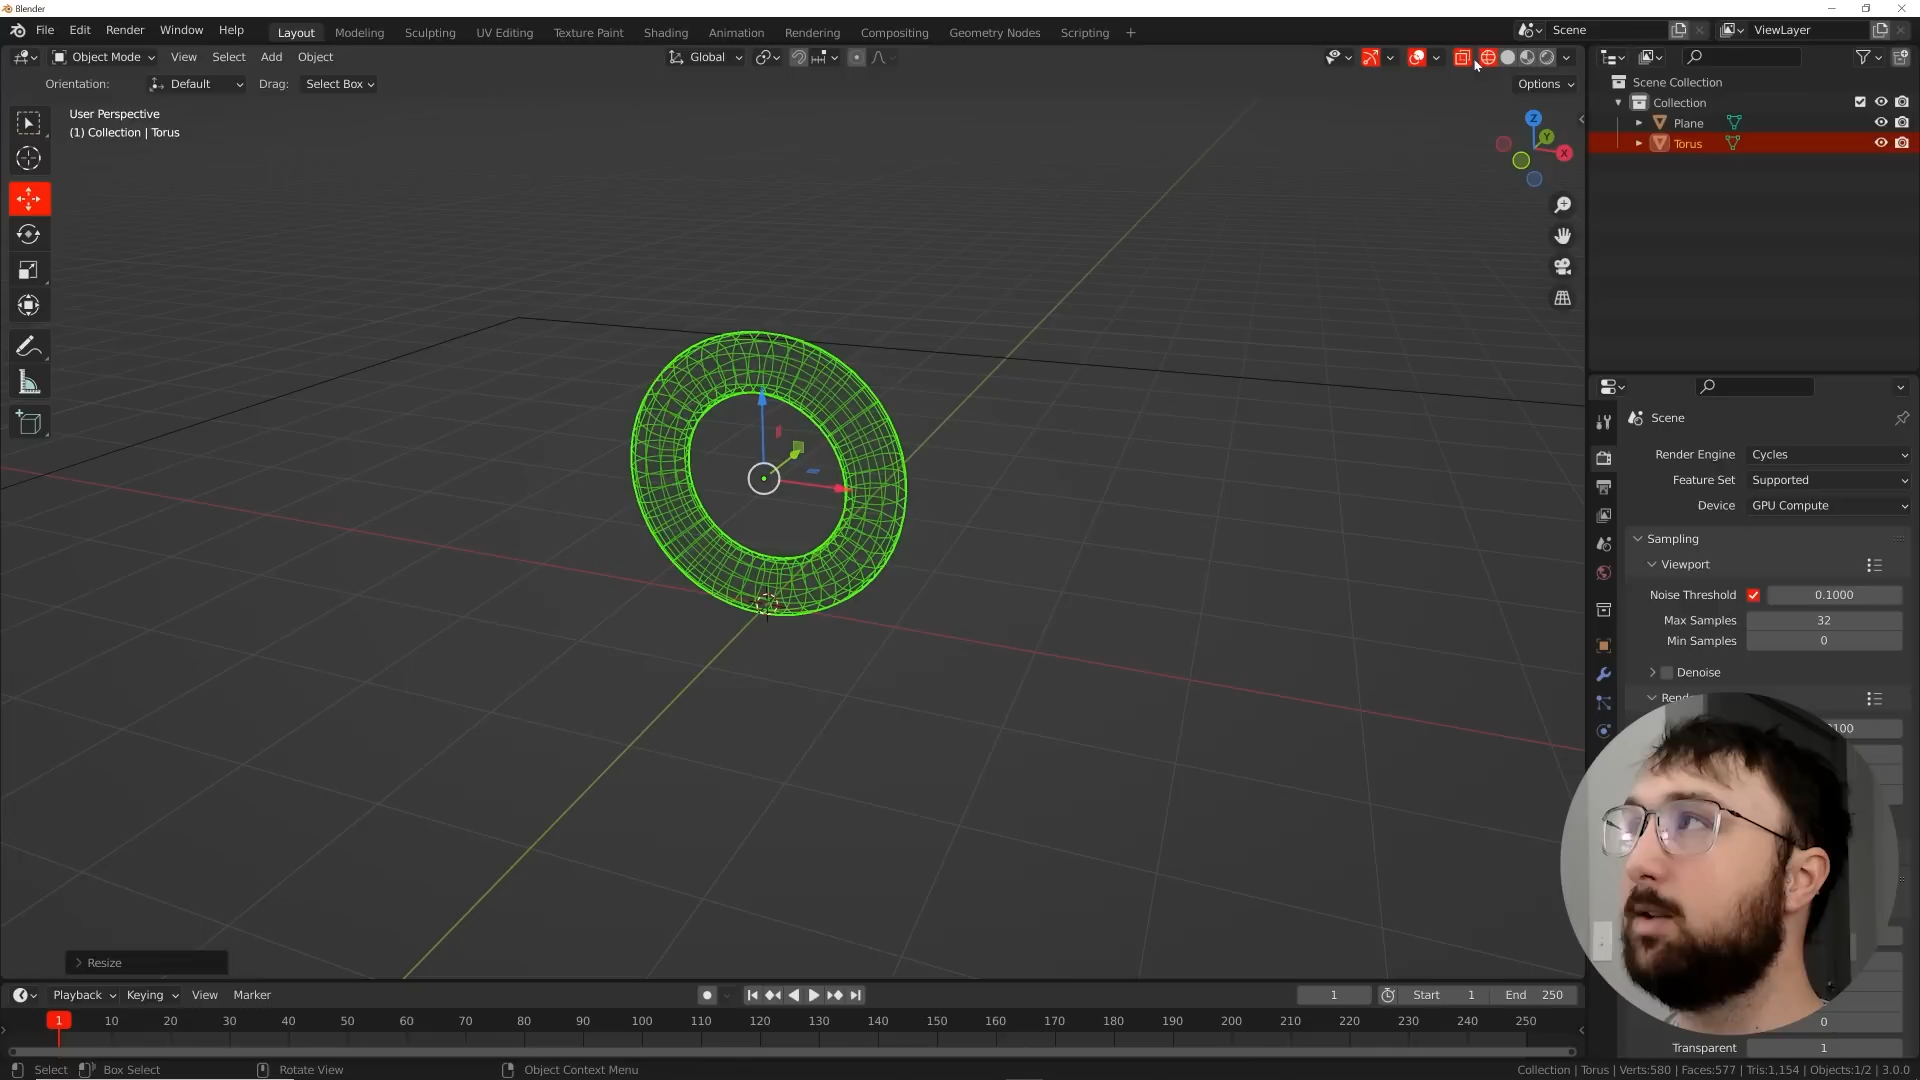 Blender
File Edit Render Window Help Layout Modeling Sculpting UV Editing Texture Paint Shading Animation Rendering Compositing Geometry Nodes Scripting + Scene ViewLayer
Object Mode View Select Add Object Global
Orientation: Default Drag: Select Box Options
User Perspective
(1) Collection | Torus
Z
Y
X
Scene Collection
Collection
Plane
Torus
Scene
Render Engine Cycles
Feature Set Supported
Device GPU Compute
Sampling
Viewport
Noise Threshold 0.1000
Max Samples 32
Min Samples 0
Denoise
0
Transparent 1
Resize
Playback Keying View Marker 1 Start 1 End 250
1 10 20 30 40 50 60 70 80 90 100 110 120 130 140 150 160 170 180 190 200 210 220 230 240 250
Select Box Select Rotate View Object Context Menu Collection | Torus | Verts:580 | Faces:577 | Tris:1,154 | Objects:1/2 | 3.0.0